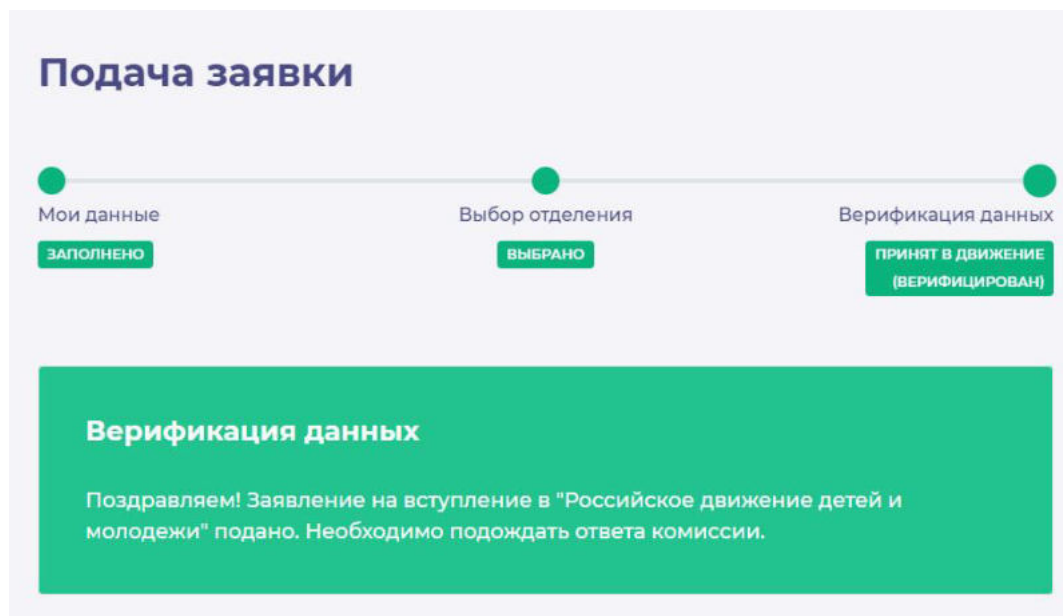 Подача заявки
Мои данные
Выбор отделения
Верификация данных
ЗАПОЛНЕНО
ВЫБРАНО
ПРИНЯТ В ДВИЖЕНИЕ
(ВЕРИФИЦИРОВАН)
Верификация данных
Поздравляем! Заявление на вступление в "Российское движение детей и
молодежи" подано. Необходимо подождать ответа комиссии.